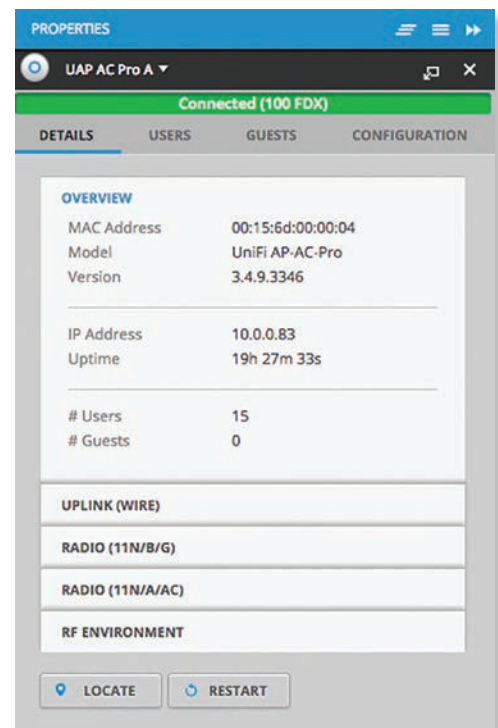 PROPERTIES
UAP AC Pro A
Connected (100 FDX)
DETAILS USERS GUESTS CONFIGURATION
OVERVIEW
MAC Address 00:15:6d:00:00:04
Model UniFi AP-AC-Pro
Version 3.4.9.3346
IP Address 10.0.0.83
Uptime 19h 27m 33s
# Users 15
# Guests 0
UPLINK (WIRE)
RADIO (11N/B/G)
RADIO (11N/A/AC)
RF ENVIRONMENT
LOCATE RESTART